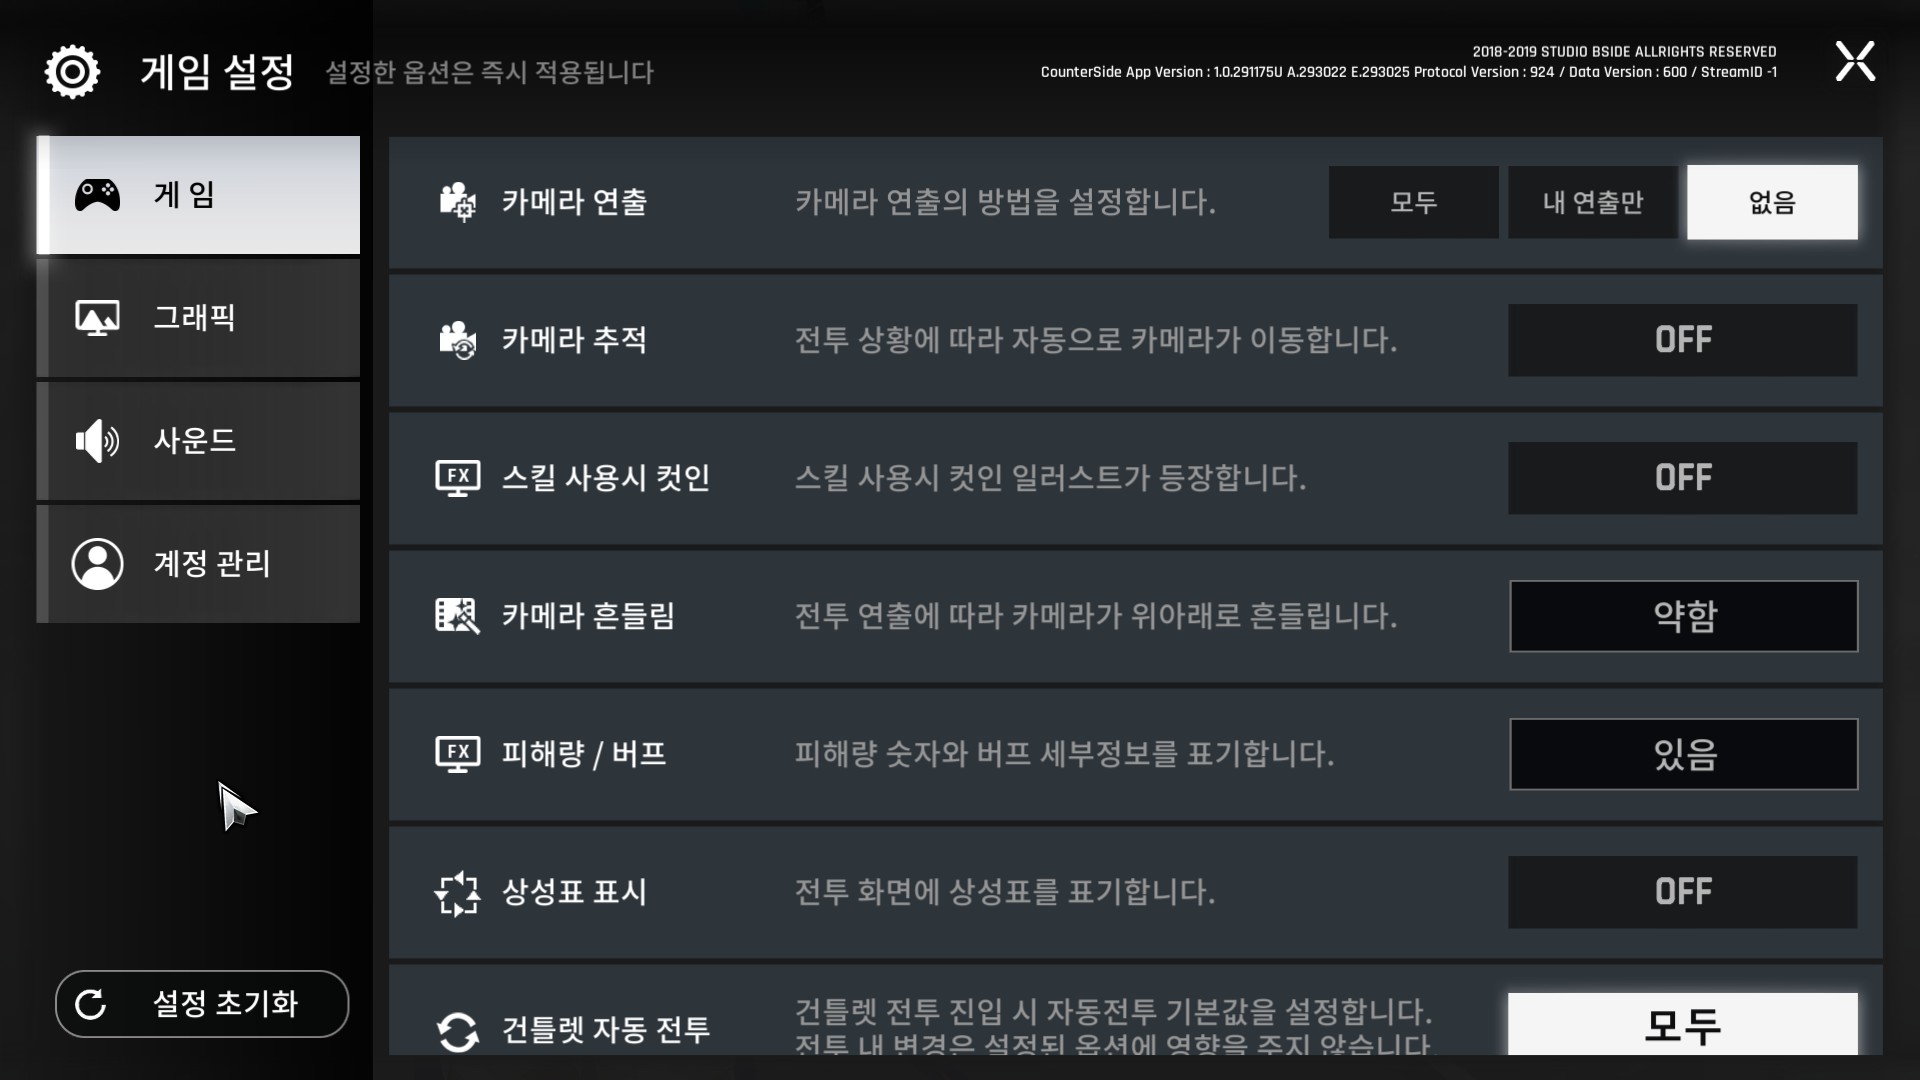 게임 설정 설정한 옵션은 즉시 적용됩니다
2018-2019 STUDIO BSIDE ALLRIGHTS RESERVED
CounterSide App Version : 1.0.291175U A.293022 E.293025 Protocol Version : 924 / Data Version : 600 / StreamID -1
게 임
그래픽
사운드
계정 관리
설정 초기화
카메라 연출 카메라 연출의 방법을 설정합니다. 모두 내 연출만 없음
카메라 추적 전투 상황에 따라 자동으로 카메라가 이동합니다. OFF
FX 스킬 사용시 컷인 스킬 사용시 컷인 일러스트가 등장합니다. OFF
카메라 흔들림 전투 연출에 따라 카메라가 위아래로 흔들립니다. 약함
FX 피해량 / 버프 피해량 숫자와 버프 세부정보를 표기합니다. 있음
상성표 표시 전투 화면에 상성표를 표기합니다. OFF
건틀렛 자동 전투 건틀렛 전투 진입 시 자동전투 기본값을 설정합니다. 모두
전투 내 변경은 설정된 옵션에 영향을 주지 않습니다.